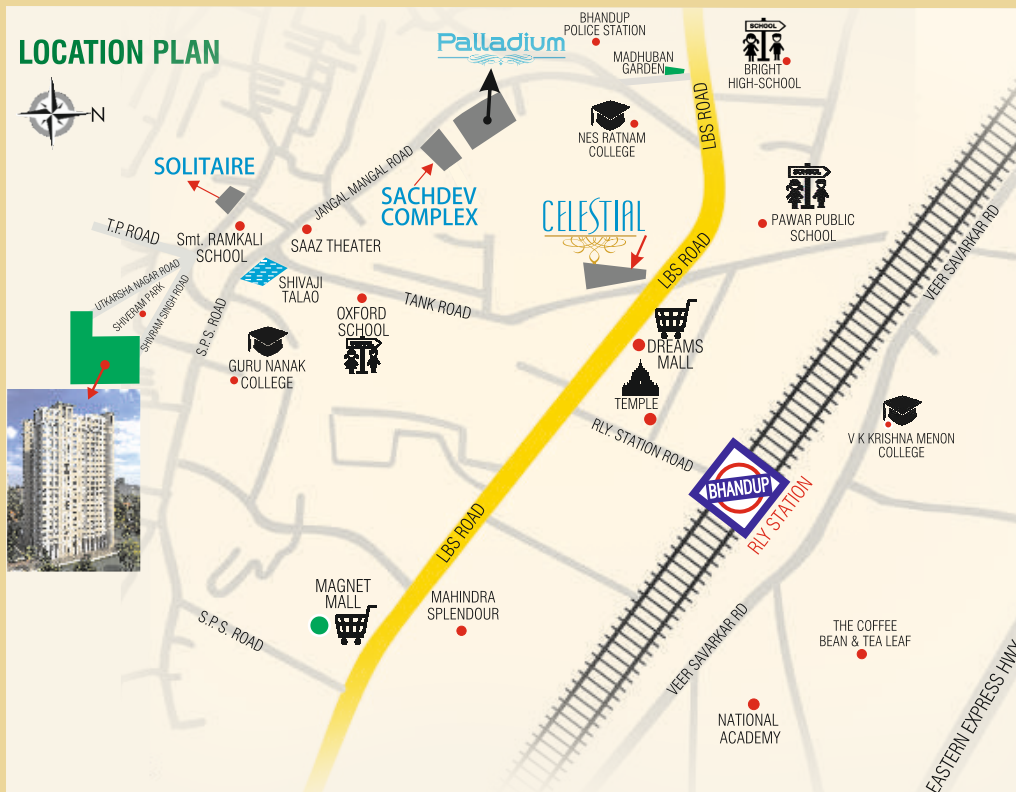 LOCATION PLAN
N
Palladium
BHANDUP
POLICE STATION
MADHUBAN
GARDEN
SCHOOL
BRIGHT
HIGH-SCHOOL
LBS ROAD
NES RATNAM
COLLEGE
SOLITAIRE
JANGAL MANGAL ROAD
SACHDEV
COMPLEX
CELESTIAL
SCHOOL
PAWAR PUBLIC
SCHOOL
T.P ROAD
Smt. RAMKALI
SCHOOL
SAAZ THEATER
LBS ROAD
VEER SAVARKAR RD
UTKARSHA NAGAR ROAD
SHIVERAM PARK
SHIVRAM SINGH ROAD
SHIVAJI
TALAO
S.P.S. ROAD
OXFORD
SCHOOL
TANK ROAD
GURU NANAK
COLLEGE
DREAMS
MALL
TEMPLE
RLY. STATION ROAD
V K KRISHNA MENON
COLLEGE
BHANDUP
RLY STATION
LBS ROAD
MAGNET
MALL
MAHINDRA
SPLENDOUR
S.P.S. ROAD
VEER SAVARKAR RD
THE COFFEE
BEAN & TEA LEAF
NATIONAL
ACADEMY
EASTERN EXPRESS HWY